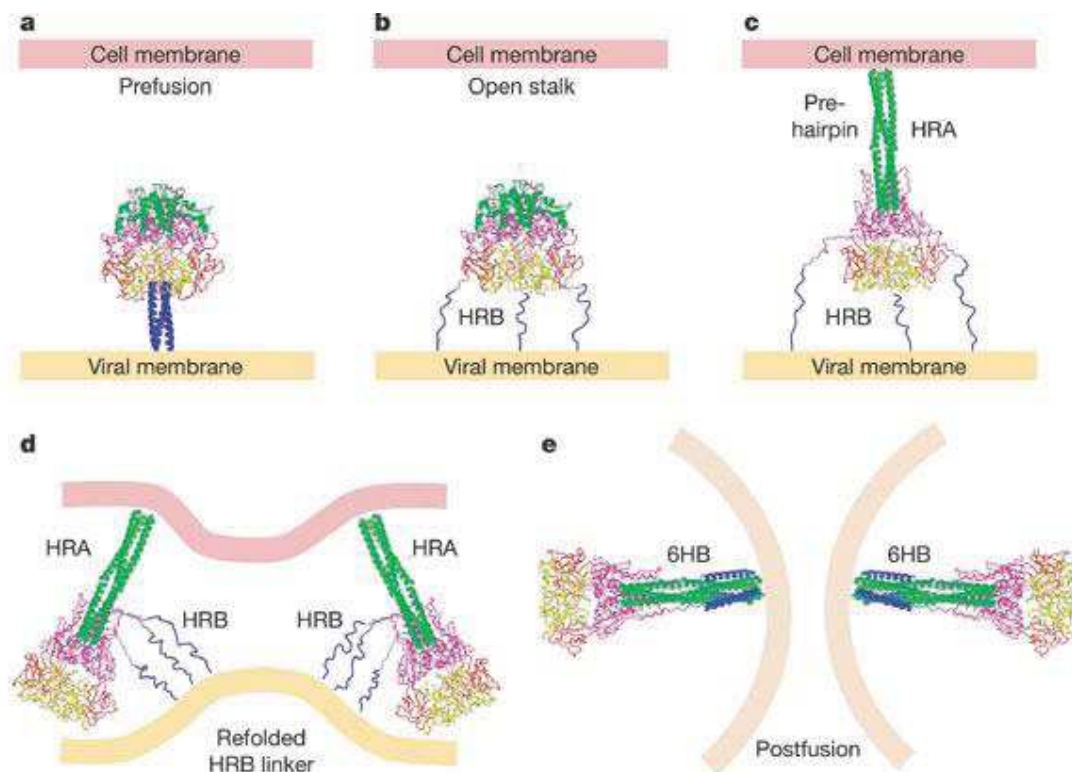 a
Cell membrane
Prefusion
Viral membrane
b
Cell membrane
Open stalk
HRB
Viral membrane
c
Cell membrane
Pre-
hairpin
HRA
HRB
Viral membrane
d
HRA
HRA
HRB
HRB
Refolded
HRB linker
e
6HB
6HB
Postfusion